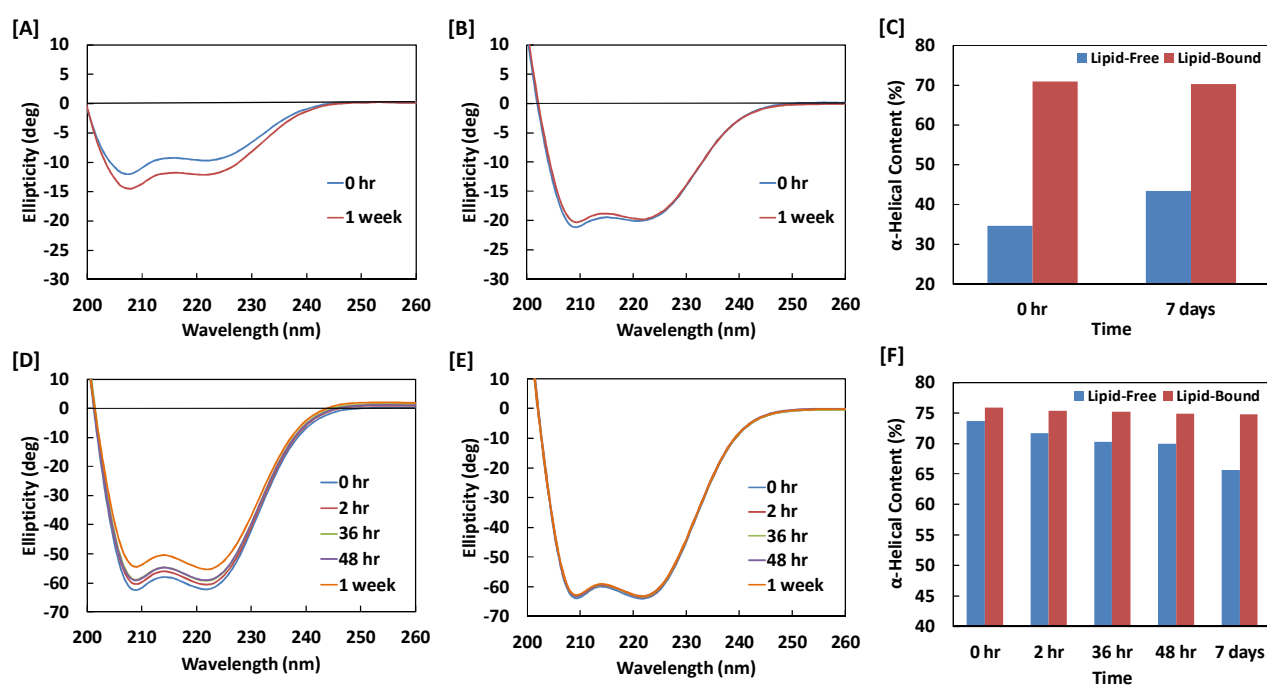 [A]
10
5
0
-5
-10
-15
-20
-25
-30
Ellipticity (deg)
0 hr
1 week
200 210 220 230 240 250 260
Wavelength (nm)
[B]
10
5
0
-5
-10
-15
-20
-25
-30
Ellipticity (deg)
0 hr
1 week
200 210 220 230 240 250 260
Wavelength (nm)
[C]
80
70
60
50
40
30
20
α-Helical Content (%)
Lipid-Free Lipid-Bound
0 hr 7 days
Time
[D]
10
0
-10
-20
-30
-40
-50
-60
-70
Ellipticity (deg)
0 hr
2 hr
36 hr
48 hr
1 week
200 210 220 230 240 250 260
Wavelength (nm)
[E]
10
0
-10
-20
-30
-40
-50
-60
-70
Ellipticity (deg)
0 hr
2 hr
36 hr
48 hr
1 week
200 210 220 230 240 250 260
Wavelength (nm)
[F]
80
75
70
65
60
55
50
45
40
α-Helical Content (%)
Lipid-Free Lipid-Bound
0 hr 2 hr 36 hr 48 hr 7 days
Time